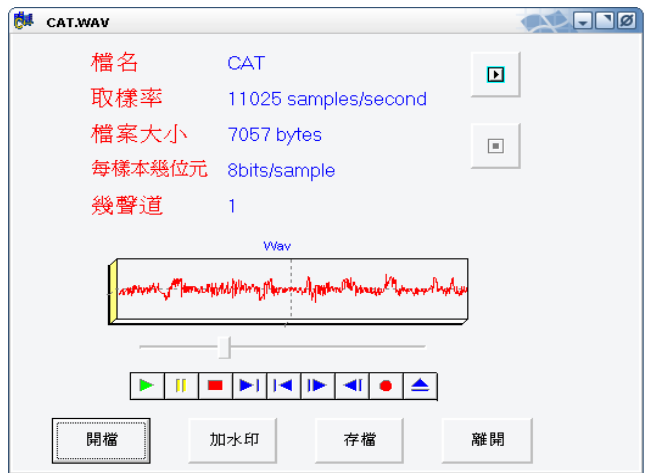 CAT.WAV
檔名 CAT
取樣率 11025 samples/second
檔案大小 7057 bytes
每樣本幾位元 8bits/sample
幾聲道 1
Wav
開檔 加水印 存檔 離開